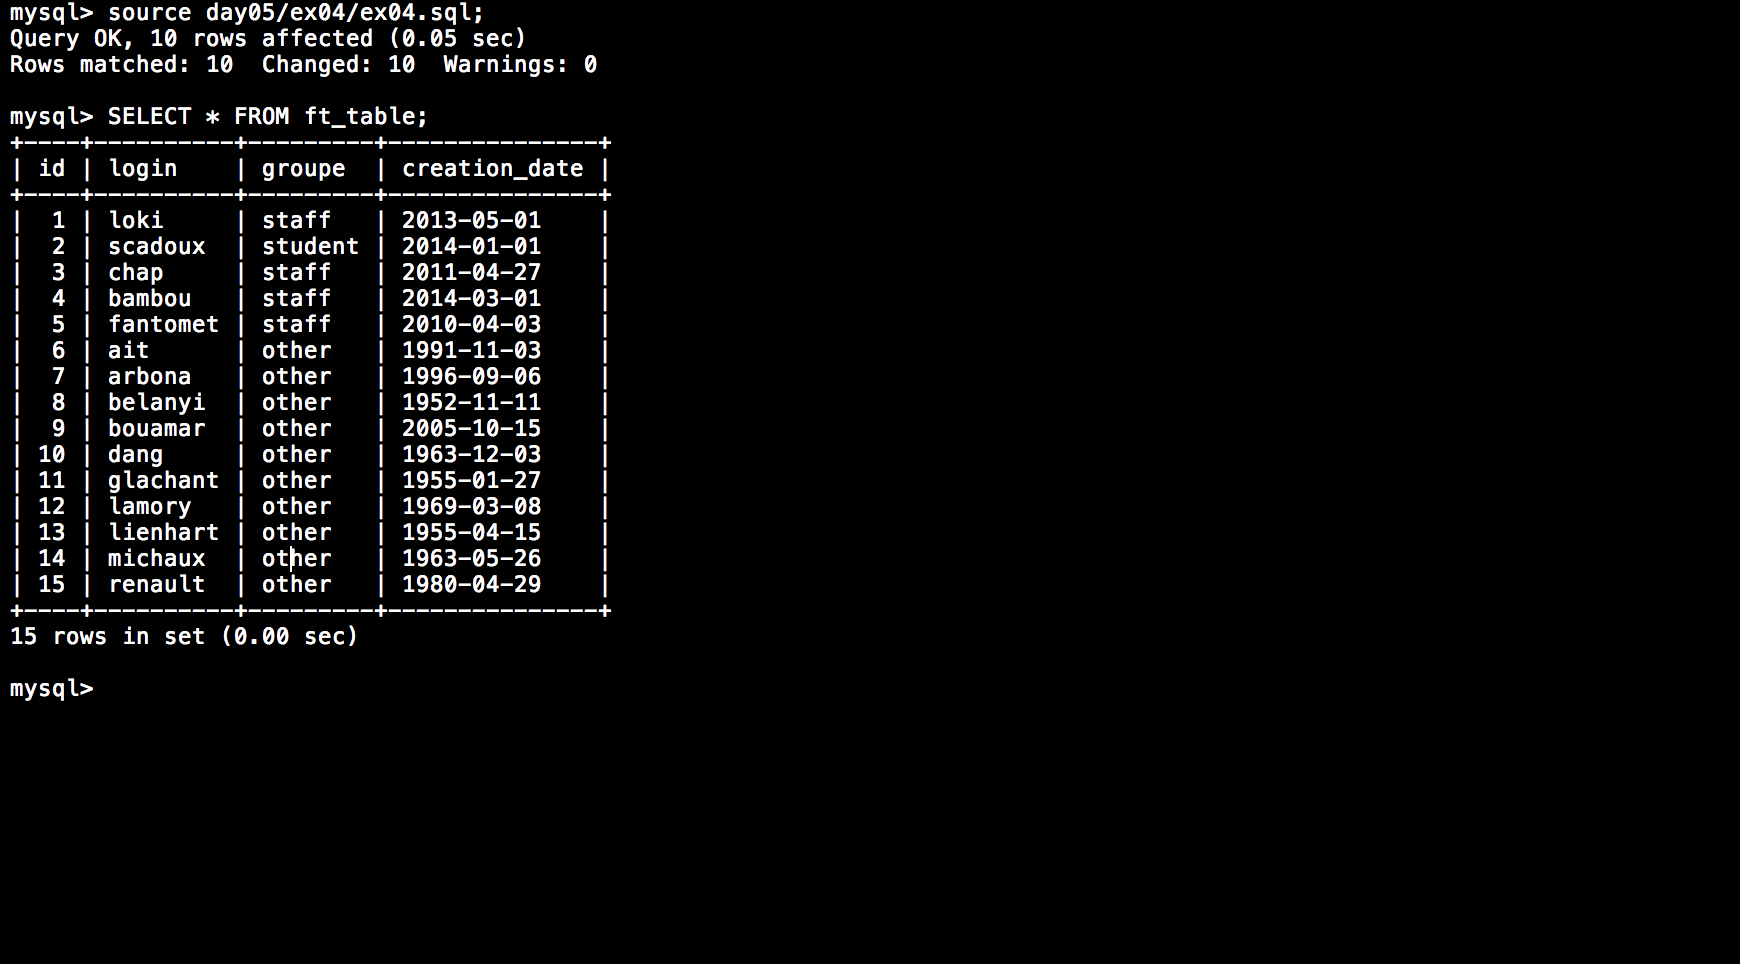 mysql> source day05/ex04/ex04.sql;
Query OK, 10 rows affected (0.05 sec)
Rows matched: 10  Changed: 10  Warnings: 0

mysql> SELECT * FROM ft_table;
+----+----------+---------+---------------+
| id | login    | groupe  | creation_date |
+----+----------+---------+---------------+
|  1 | loki     | staff   | 2013-05-01    |
|  2 | scadoux  | student | 2014-01-01    |
|  3 | chap     | staff   | 2011-04-27    |
|  4 | bambou   | staff   | 2014-03-01    |
|  5 | fantomet | staff   | 2010-04-03    |
|  6 | ait      | other   | 1991-11-03    |
|  7 | arbona   | other   | 1996-09-06    |
|  8 | belanyi  | other   | 1952-11-11    |
|  9 | bouamar  | other   | 2005-10-15    |
| 10 | dang     | other   | 1963-12-03    |
| 11 | glachant | other   | 1955-01-27    |
| 12 | lamory   | other   | 1969-03-08    |
| 13 | lienhart | other   | 1955-04-15    |
| 14 | michaux  | other   | 1963-05-26    |
| 15 | renault  | other   | 1980-04-29    |
+----+----------+---------+---------------+
15 rows in set (0.00 sec)

mysql>